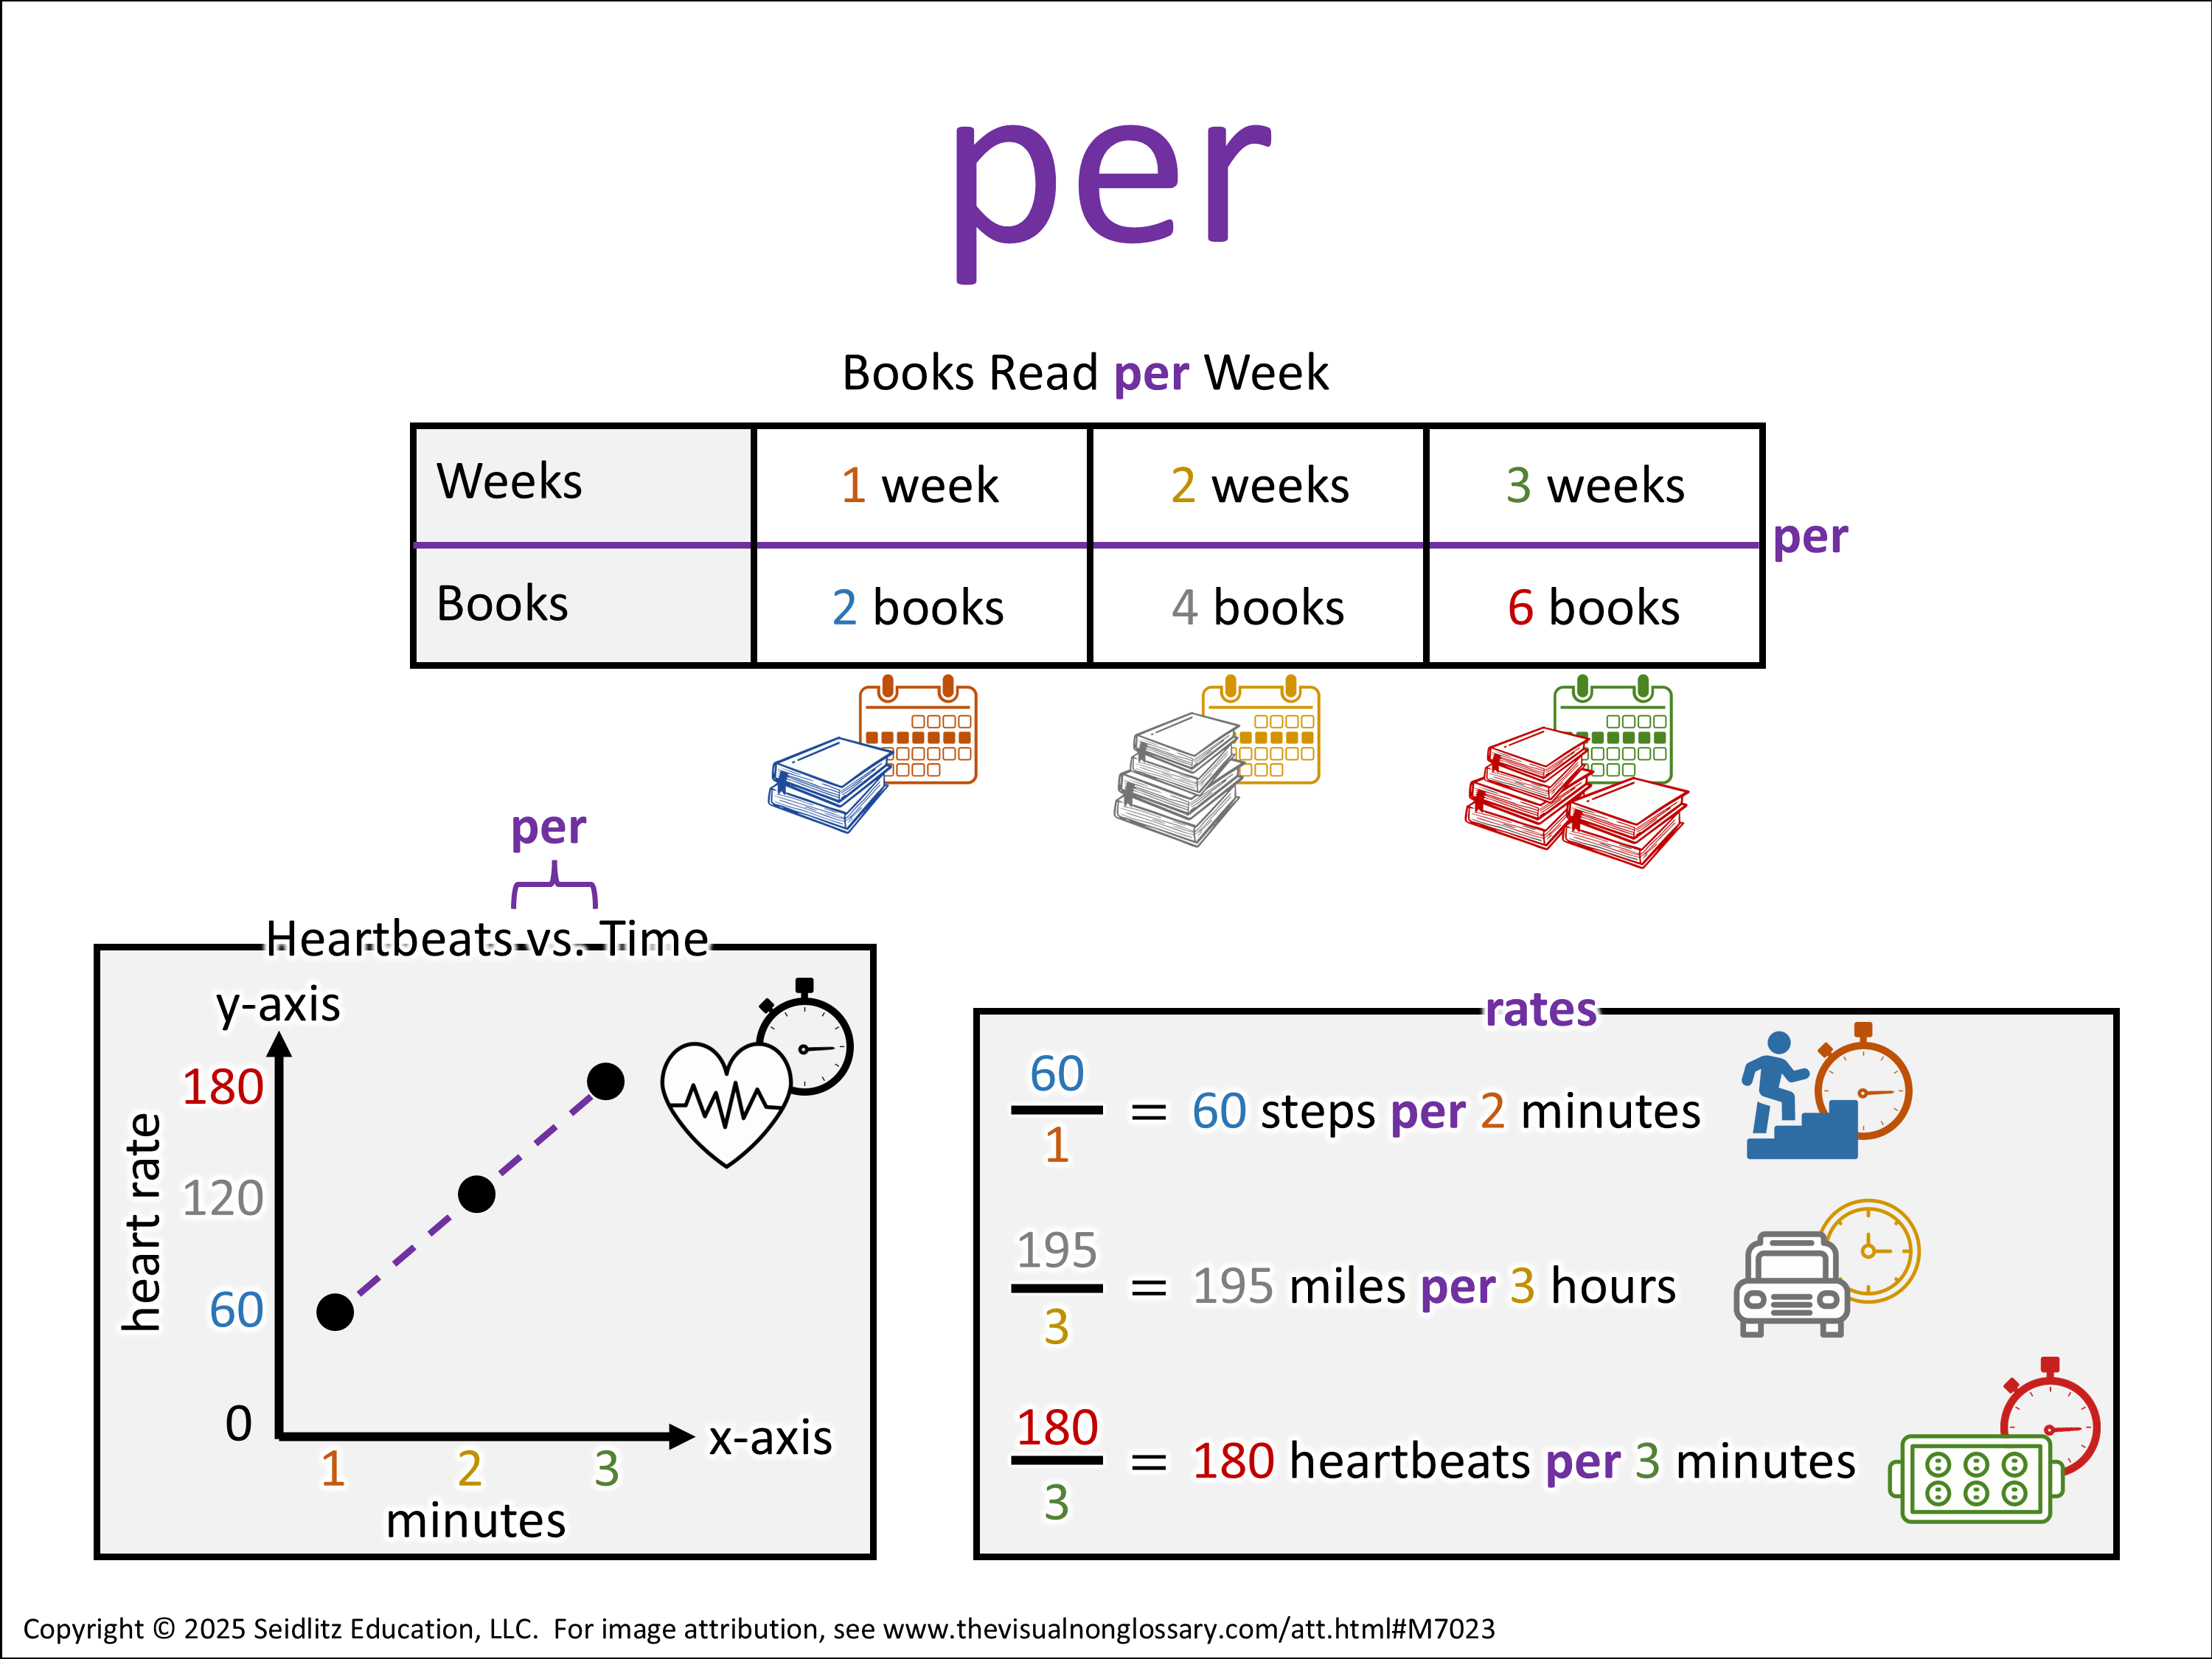 per
Books Read per Week
Weeks 1 week 2 weeks 3 weeks
per
Books 2 books 4 books 6 books
per
Heartbeats vs. Time
y-axis
180
120
60
0
heart rate
x-axis
1 2 3
minutes
rates
60
1
= 60 steps per 2 minutes
195
3
= 195 miles per 3 hours
180
3
= 180 heartbeats per 3 minutes
Copyright © 2025 Seidlitz Education, LLC. For image attribution, see www.thevisualnonglossary.com/att.html#M7023